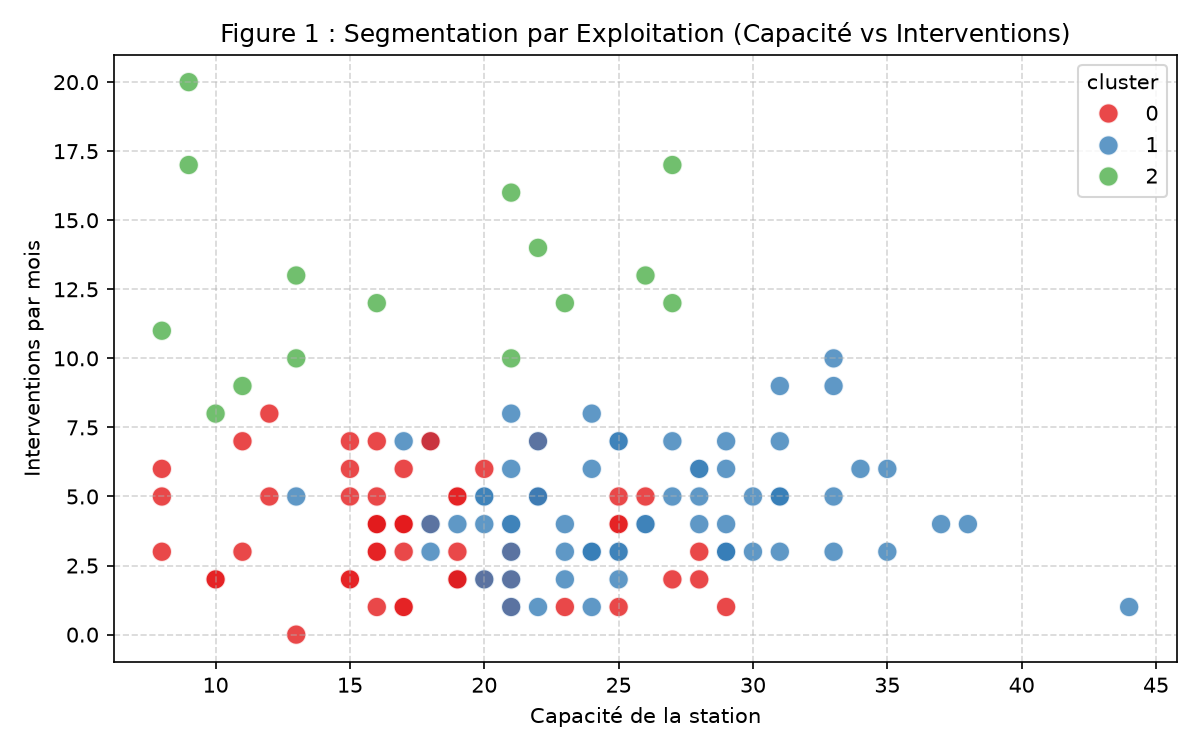 Figure 1 : Segmentation par Exploitation (Capacité vs Interventions)
cluster
0
1
2
Interventions par mois
20.0
17.5
15.0
12.5
10.0
7.5
5.0
2.5
0.0
10 15 20 25 30 35 40 45
Capacité de la station